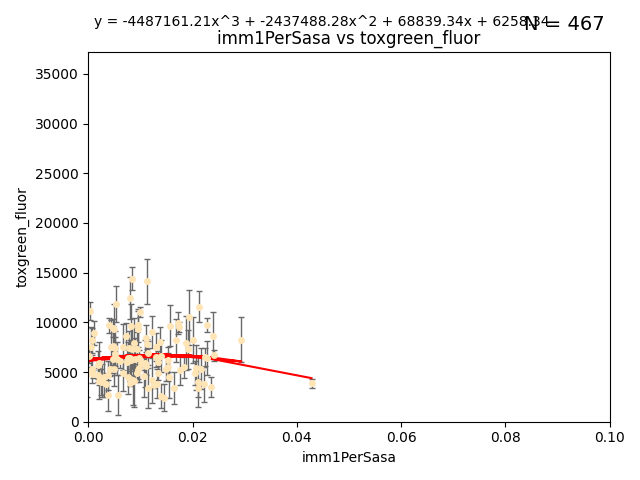 y = -4487161.21x^3 + -2437488.28x^2 + 68839.34x + 6258.34
N = 467
imm1PerSasa vs toxgreen_fluor
toxgreen_fluor
35000
30000
25000
20000
15000
10000
5000
0
0.00 0.02 0.04 0.06 0.08 0.10
imm1PerSasa